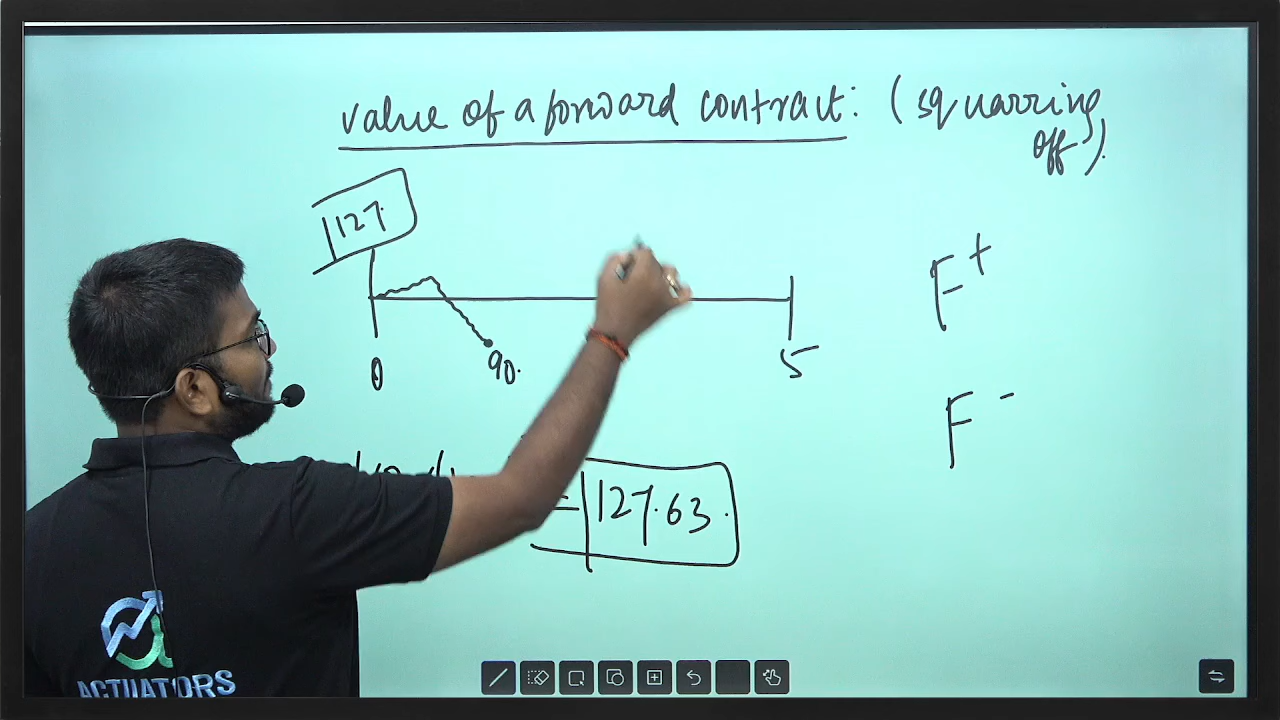 value of a forward contract: (squarring
off).
127.
F+
0
90.
5
F-
= 127.63.
ACTUATORS